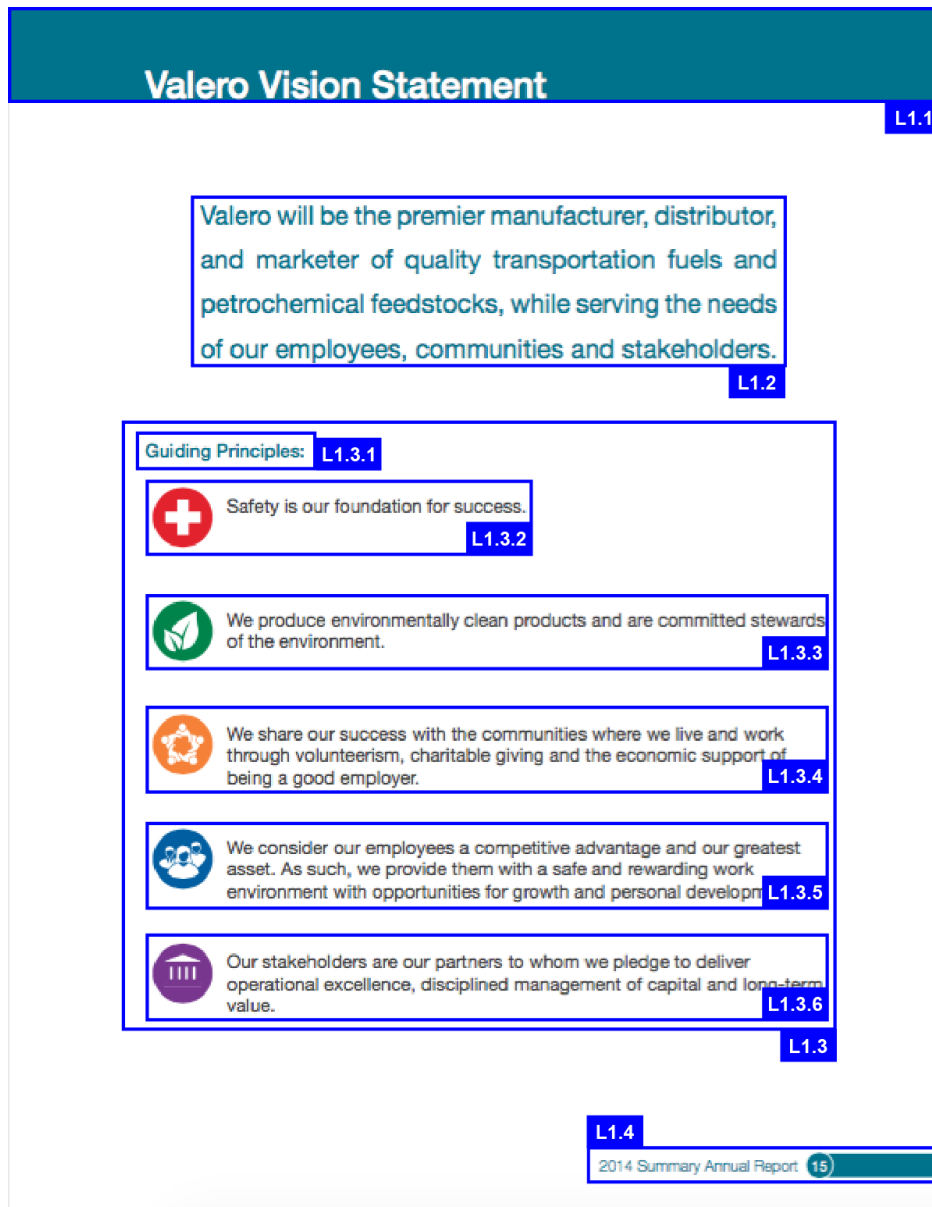 Valero Vision Statement
L1.1
Valero will be the premier manufacturer, distributor,
and marketer of quality transportation fuels and
petrochemical feedstocks, while serving the needs
of our employees, communities and stakeholders.
L1.2
Guiding Principles:
L1.3.1
Safety is our foundation for success.
L1.3.2
We produce environmentally clean products and are committed stewards
of the environment.
L1.3.3
We share our success with the communities where we live and work
through volunteerism, charitable giving and the economic support of
being a good employer.
L1.3.4
We consider our employees a competitive advantage and our greatest
asset. As such, we provide them with a safe and rewarding work
environment with opportunities for growth and personal
L1.3.5
Our stakeholders are our partners to whom we pledge to deliver
operational excellence, disciplined management of capital and long-term
value.
L1.3.6
L1.3
L1.4
2014 Summary Annual Report 15